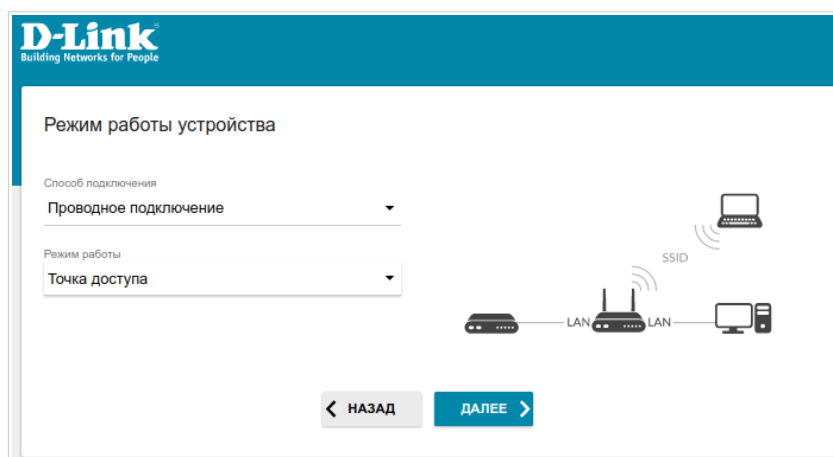 D-Link
Building Networks for People
Режим работы устройства
Способ подключения
Проводное подключение
Режим работы
Точка доступа
SSID
LAN
LAN
НАЗАД
ДАЛЕЕ